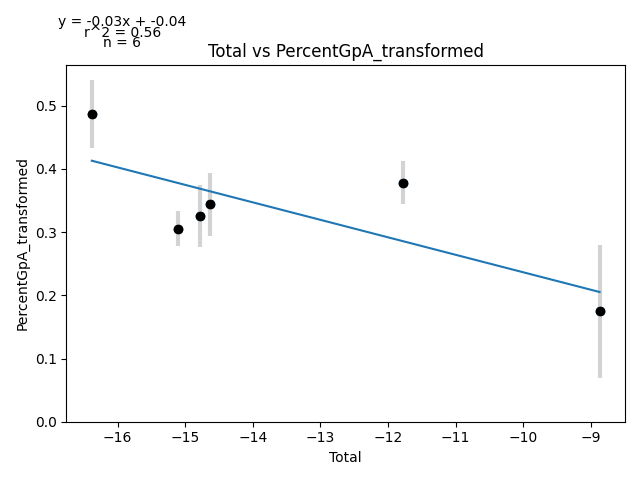 y = -0.03x + -0.04
r^2 = 0.56
n = 6
Total vs PercentGpA_transformed
PercentGpA_transformed
0.5
0.4
0.3
0.2
0.1
0.0
−16
−15
−14
−13
−12
−11
−10
−9
Total